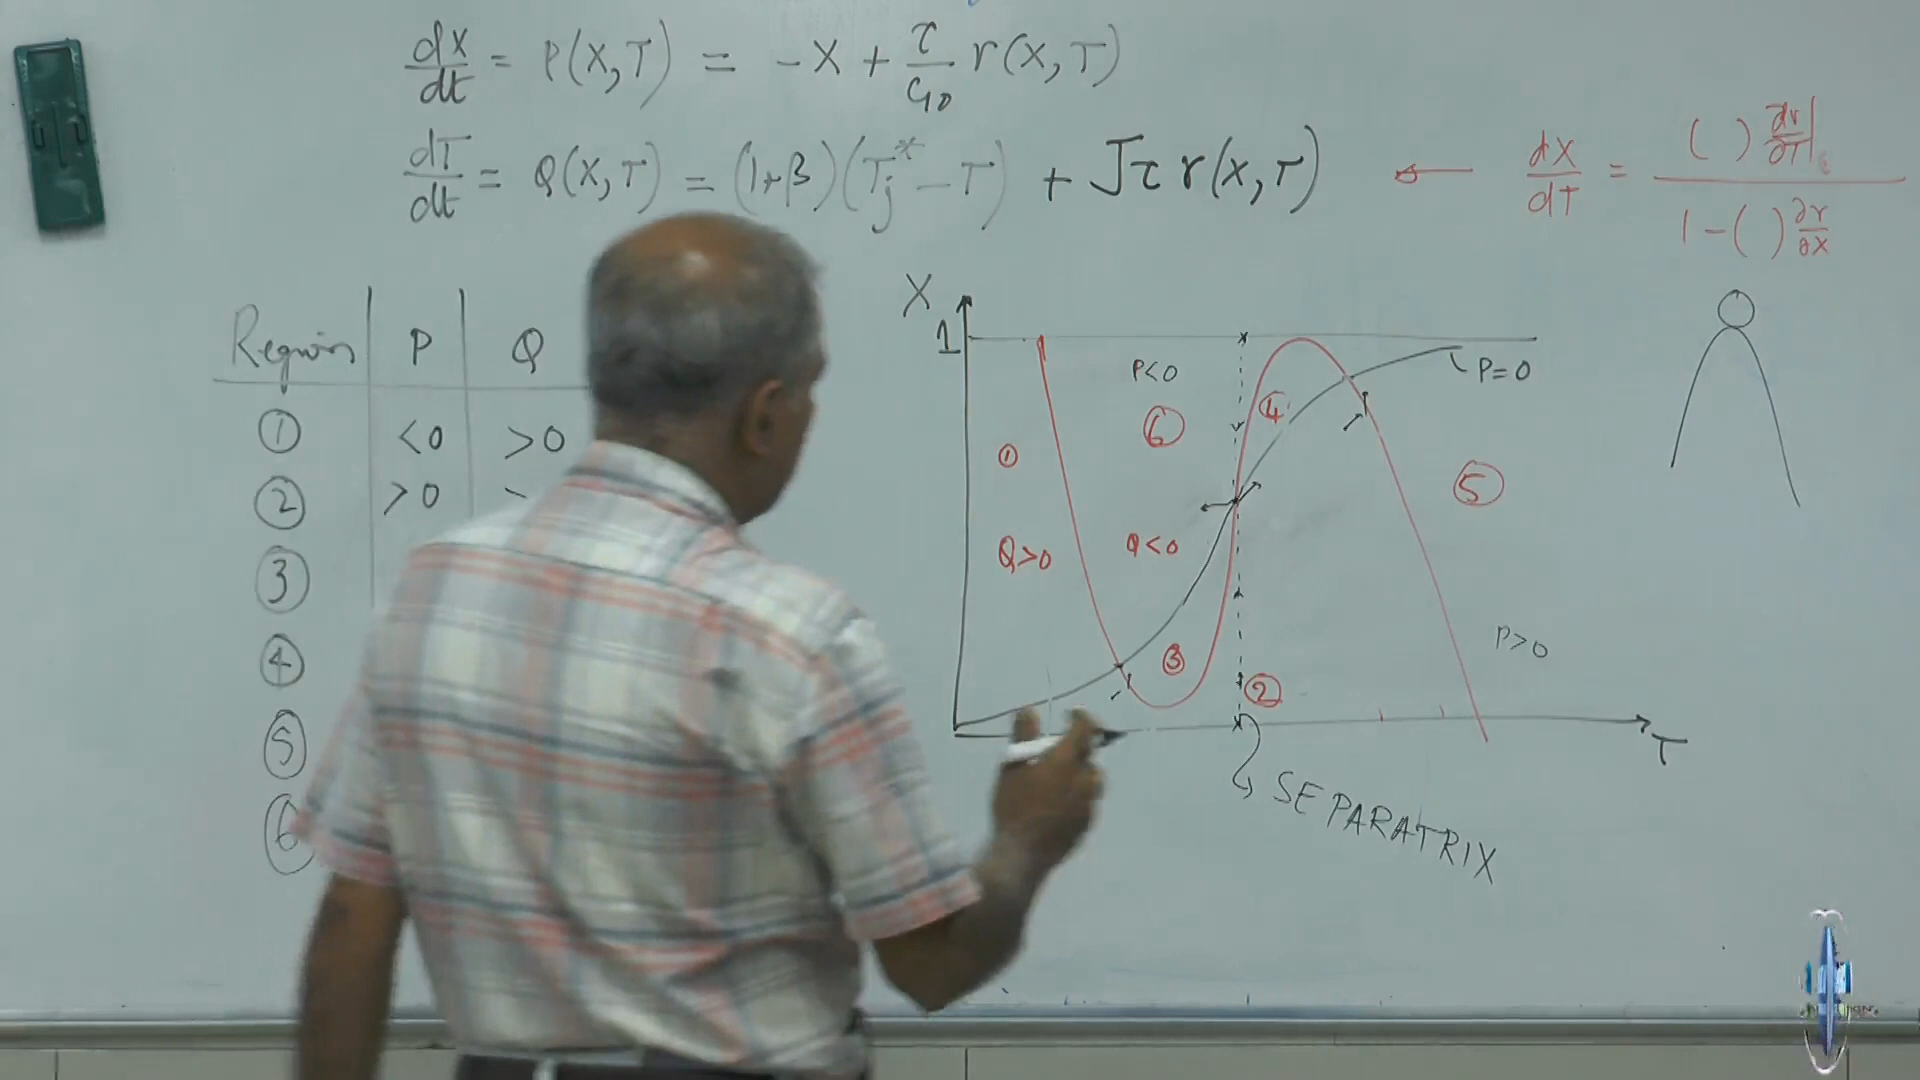 dx/dt = P(X,T) = -X + τ/C_A0 r(X,T)
dT/dt = Q(X,T) = (1+β)(T_j* - T) + Jτ r(X,T) ← dX/dT = ( ) ∂r/∂T| / 1-( ) ∂r/∂X
Region P Q
① <0 >0
② >0
③
④
⑤
⑥
X
1
P<0
P=0
⑥
④
①
⑤
Q>0
Q<0
P>0
③
②
T
SEPARATRIX